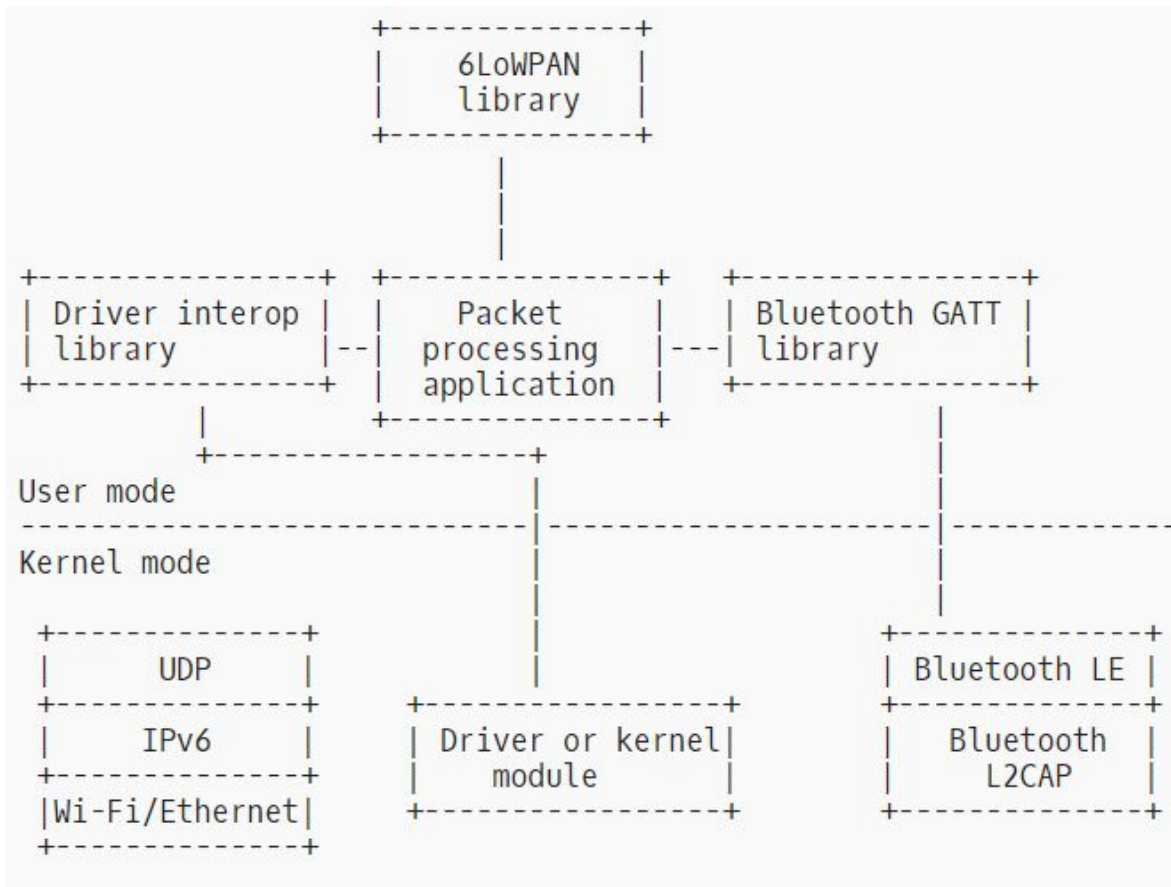 +--------------+
|    6LoWPAN   |
|    library   |
+--------------+
|
|
|
+-----------------+  +---------------+   +----------------+
| Driver interop |  |    Packet     |   | Bluetooth GATT |
| library        |--|  processing   |---| library        |
+-----------------+  |  application  |   +----------------+
|         +---------------+               |
+------------------+                      |
User mode                     |                      |
-----------------------------|----------------------|-------------
Kernel mode                   |                      |
|                      |
+---------------+             |                   +---------------+
|      UDP      |             |                   | Bluetooth LE |
+---------------+     +------------------+        +---------------+
|     IPv6      |     | Driver or kernel|        |   Bluetooth  |
+---------------+     |    module       |        |     L2CAP    |
|Wi-Fi/Ethernet|     +------------------+        +---------------+
+---------------+